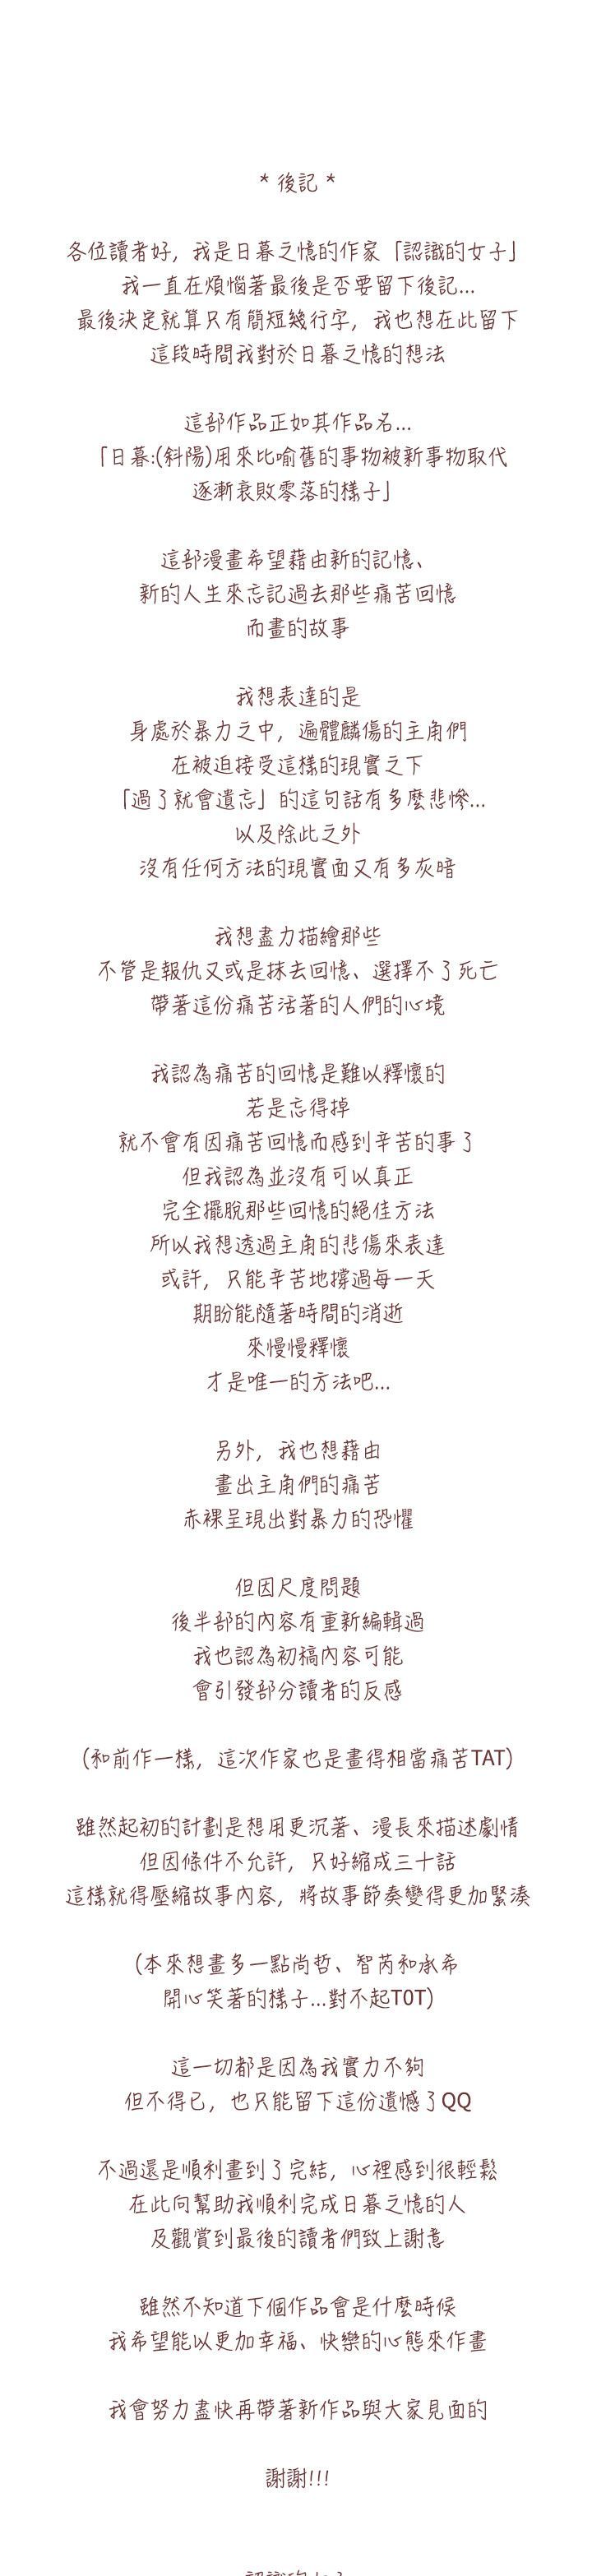 * 後記 *
各位讀者好，我是日暮之憶的作家「認識的女子」
我一直在煩惱著最後是否要留下後記...
最後決定就算只有簡短幾行字，我也想在此留下
這段時間我對於日暮之憶的想法
這部作品正如其作品名...
「日暮:(斜陽)用來比喻舊的事物被新事物取代
逐漸衰敗零落的樣子」
這部漫畫希望藉由新的記憶、
新的人生來忘記過去那些痛苦回憶
而畫的故事
我想表達的是
身處於暴力之中，遍體麟傷的主角們
在被迫接受這樣的現實之下
「過了就會遺忘」的這句話有多麼悲慘...
以及除此之外
沒有任何方法的現實面又有多灰暗
我想盡力描繪那些
不管是報仇又或是抹去回憶、選擇不了死亡
帶著這份痛苦活著的人們的心境
我認為痛苦的回憶是難以釋懷的
若是忘得掉
就不會有因痛苦回憶而感到辛苦的事了
但我認為並沒有可以真正
完全擺脫那些回憶的絕佳方法
所以我想透過主角的悲傷來表達
或許，只能辛苦地撐過每一天
期盼能隨著時間的消逝
來慢慢釋懷
才是唯一的方法吧...
另外，我也想藉由
畫出主角們的痛苦
赤裸呈現出對暴力的恐懼
但因尺度問題
後半部的內容有重新編輯過
我也認為初稿內容可能
會引發部分讀者的反感
(和前作一樣，這次作家也是畫得相當痛苦TAT)
雖然起初的計劃是想用更沉著、漫長來描述劇情
但因條件不允許，只好縮成三十話
這樣就得壓縮故事內容，將故事節奏變得更加緊湊
(本來想畫多一點尚哲、智芮和承希
開心笑著的樣子...對不起T0T)
這一切都是因為我實力不夠
但不得已，也只能留下這份遺憾了QQ
不過還是順利畫到了完結，心裡感到很輕鬆
在此向幫助我順利完成日暮之憶的人
及觀賞到最後的讀者們致上謝意
雖然不知道下個作品會是什麼時候
我希望能以更加幸福、快樂的心態來作畫
我會努力盡快再帶著新作品與大家見面的
謝謝!!!